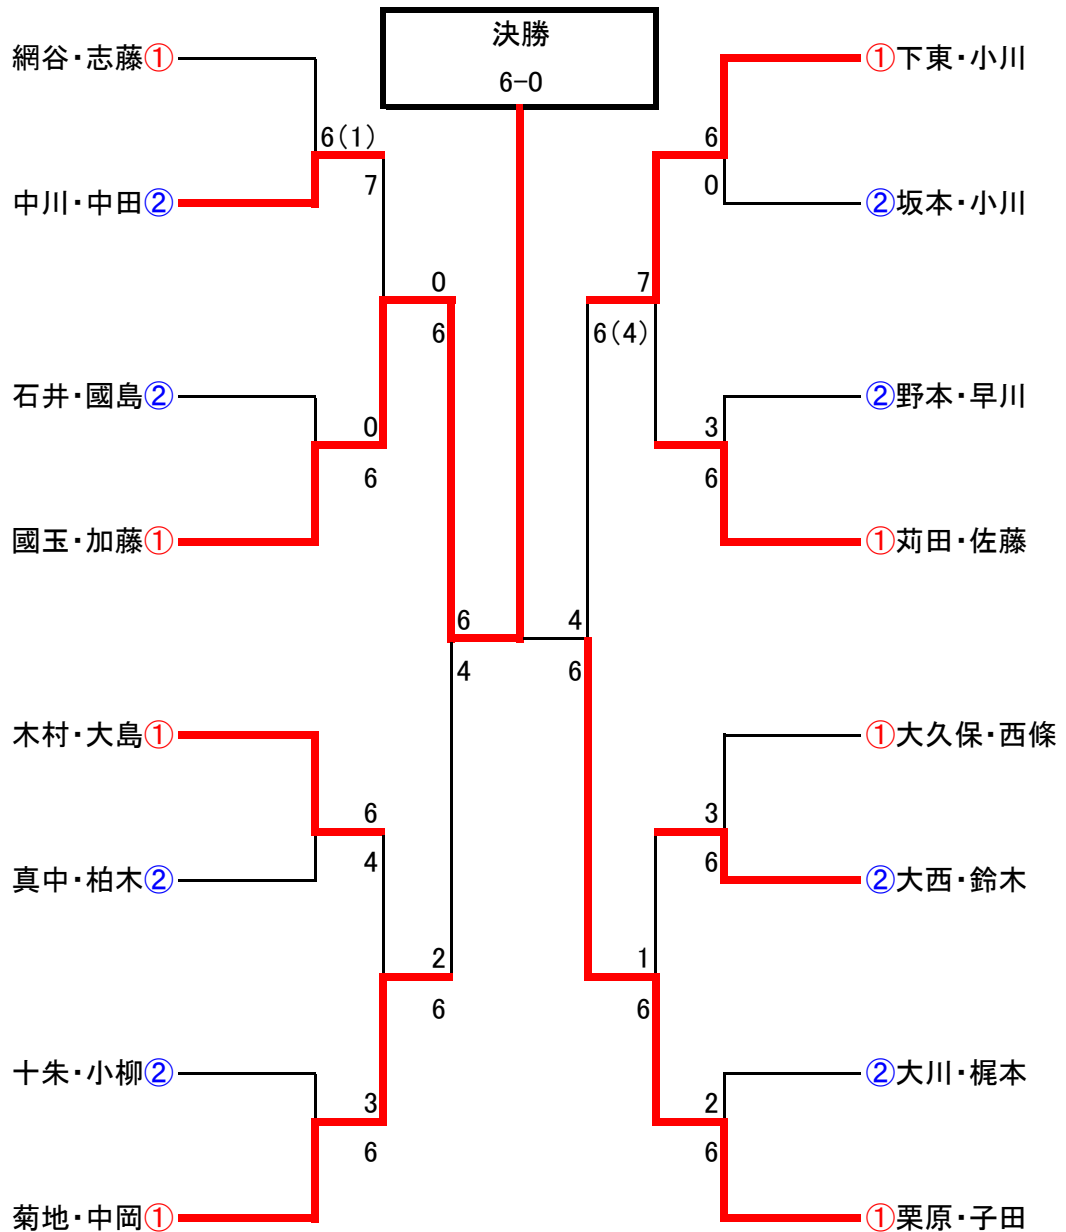 決勝
6-0
網谷・志藤①
6(1)
7
中川・中田②
0
6
石井・國島②
0
6
國玉・加藤①
6
4
木村・大島①
6
4
真中・柏木②
2
6
十朱・小柳②
3
6
菊地・中岡①
①下東・小川
6
0
②坂本・小川
7
6(4)
②野本・早川
3
6
①苅田・佐藤
4
6
①大久保・西條
3
6
②大西・鈴木
1
6
②大川・梶本
2
6
①栗原・子田